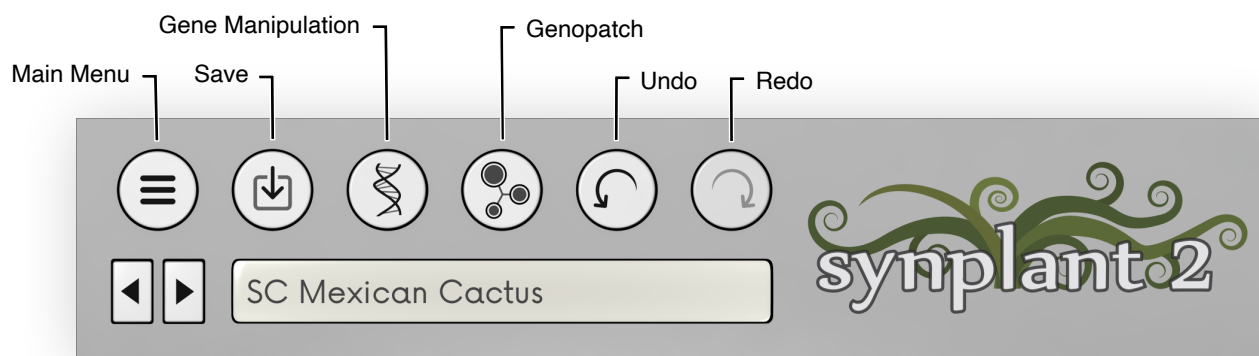 Gene Manipulation
Genopatch
Main Menu
Save
Undo
Redo
SC Mexican Cactus
synplant 2